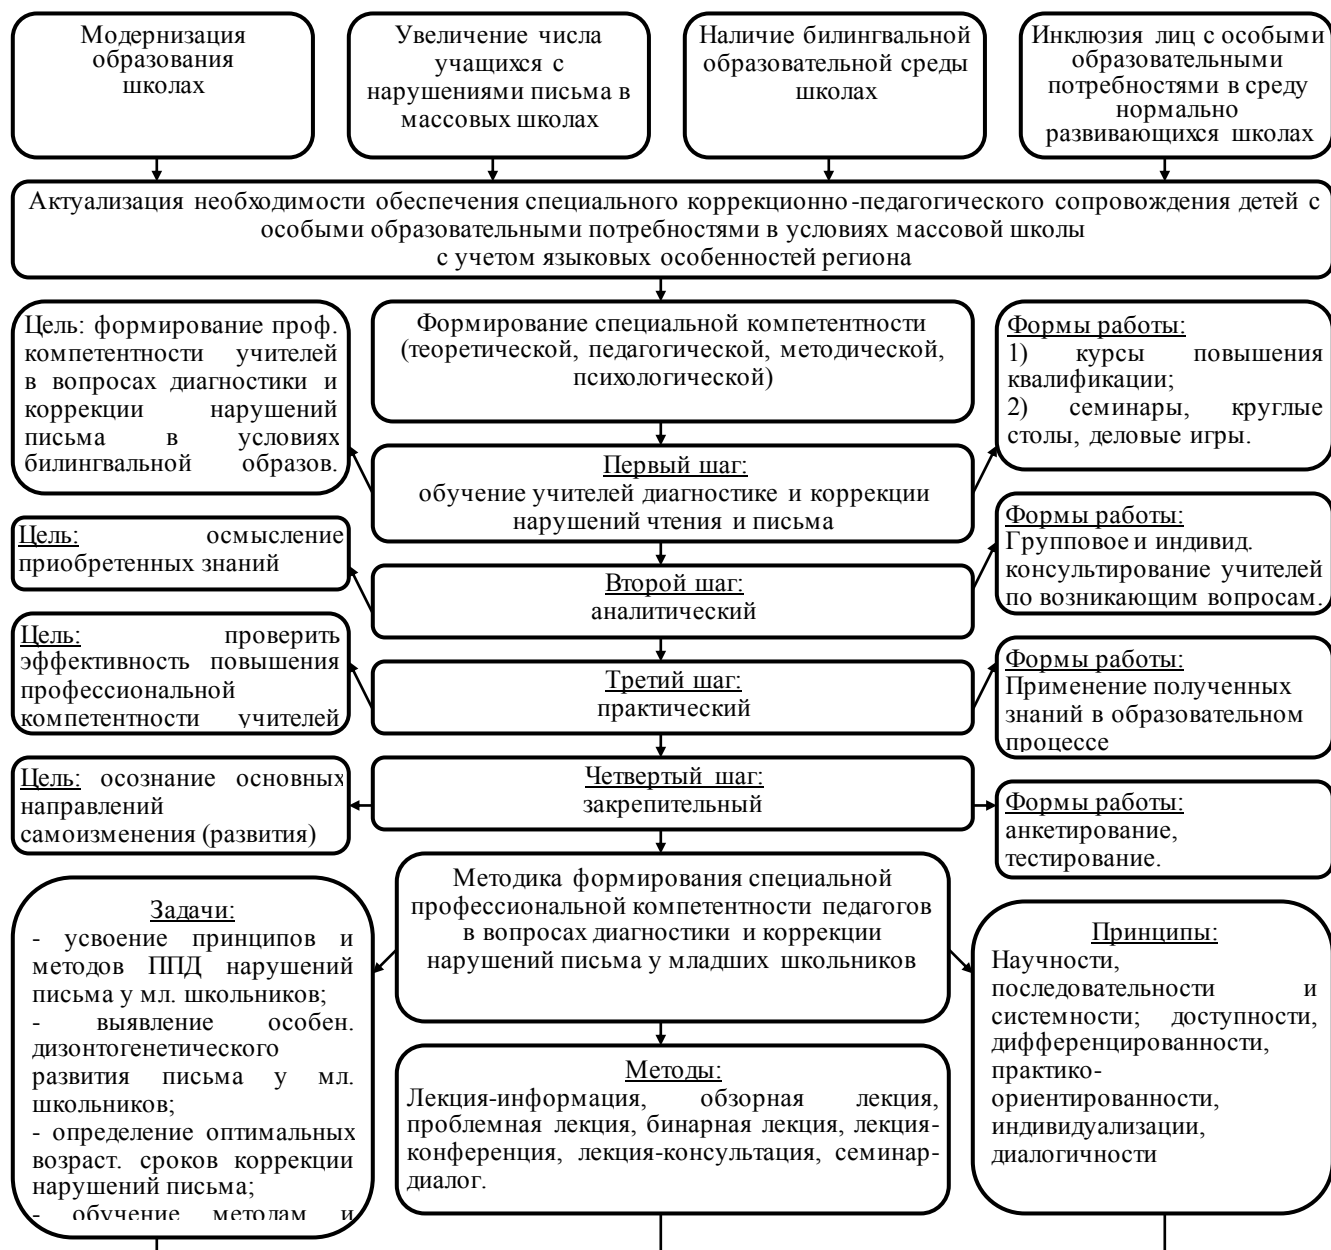 Модернизация
образования
школах
Увеличение числа
учащихся с
нарушениями письма в
массовых школах
Наличие билингвальной
образовательной среды
школах
Инклюзия лиц с особыми
образовательными
потребностями в среду
нормально
развивающихся школах
Актуализация необходимости обеспечения специального коррекционно-педагогического сопровождения детей с
особыми образовательными потребностями в условиях массовой школы
с учетом языковых особенностей региона
Цель: формирование проф.
компетентности учителей
в вопросах диагностики и
коррекции нарушений
письма в условиях
билингвальной образов.
Формирование специальной компетентности
(теоретической, педагогической, методической,
психологической)
Формы работы:
1) курсы повышения
квалификации;
2) семинары, круглые
столы, деловые игры.
Первый шаг:
обучение учителей диагностике и коррекции
нарушений чтения и письма
Цель: осмысление
приобретенных знаний
Второй шаг:
аналитический
Формы работы:
Групповое и индивид.
консультирование учителей
по возникающим вопросам.
Цель: проверить
эффективность повышения
профессиональной
компетентности учителей
Третий шаг:
практический
Формы работы:
Применение полученных
знаний в образовательном
процессе
Цель: осознание основных
направлений
самоизменения (развития)
Четвертый шаг:
закрепительный
Формы работы:
анкетирование,
тестирование.
Методика формирования специальной
профессиональной компетентности педагогов
в вопросах диагностики и коррекции
нарушений письма у младших школьников
Задачи:
- усвоение принципов и
методов ППД нарушений
письма у мл. школьников;
- выявление особен.
дизонтогенетического
развития письма у мл.
школьников;
- определение оптимальных
возраст. сроков коррекции
нарушений письма;
- обучение методам и
Методы:
Лекция-информация, обзорная лекция,
проблемная лекция, бинарная лекция, лекция-
конференция, лекция-консультация, семинар-
диалог.
Принципы:
Научности,
последовательности и
системности; доступности,
дифференцированности,
практико-
ориентированности,
индивидуализации,
диалогичности